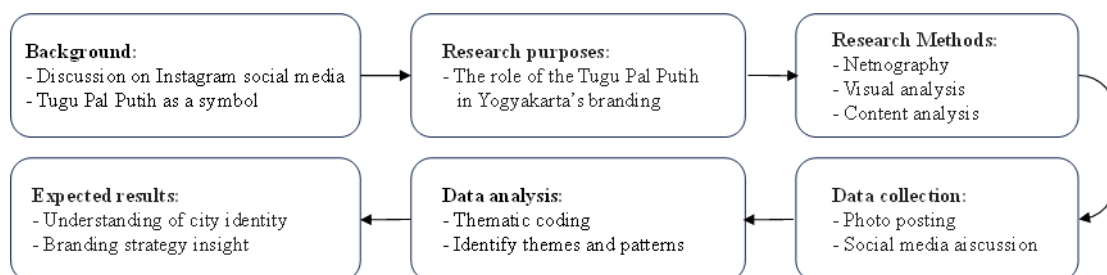 Background:
- Discussion on Instagram social media
- Tugu Pal Putih as a symbol
Research purposes:
- The role of the Tugu Pal Putih
in Yogyakarta's branding
Research Methods:
- Netnography
- Visual analysis
- Content analysis
Data collection:
- Photo posting
- Social media aiscussion
Data analysis:
- Thematic coding
- Identify themes and patterns
Expected results:
- Understanding of city identity
- Branding strategy insight